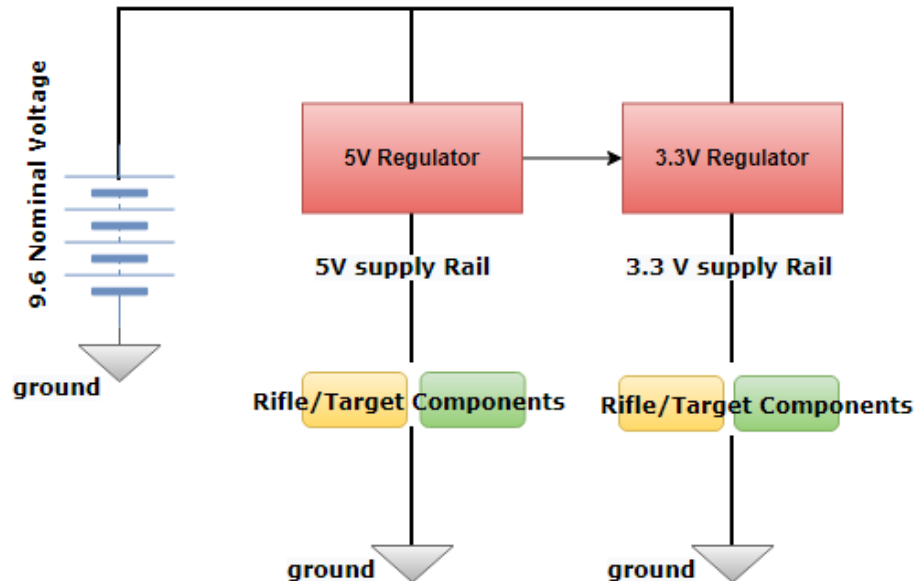 9.6 Nominal Voltage
5V Regulator
3.3V Regulator
5V supply Rail
3.3 V supply Rail
ground
Rifle/Target Components
Rifle/Target Components
ground
ground